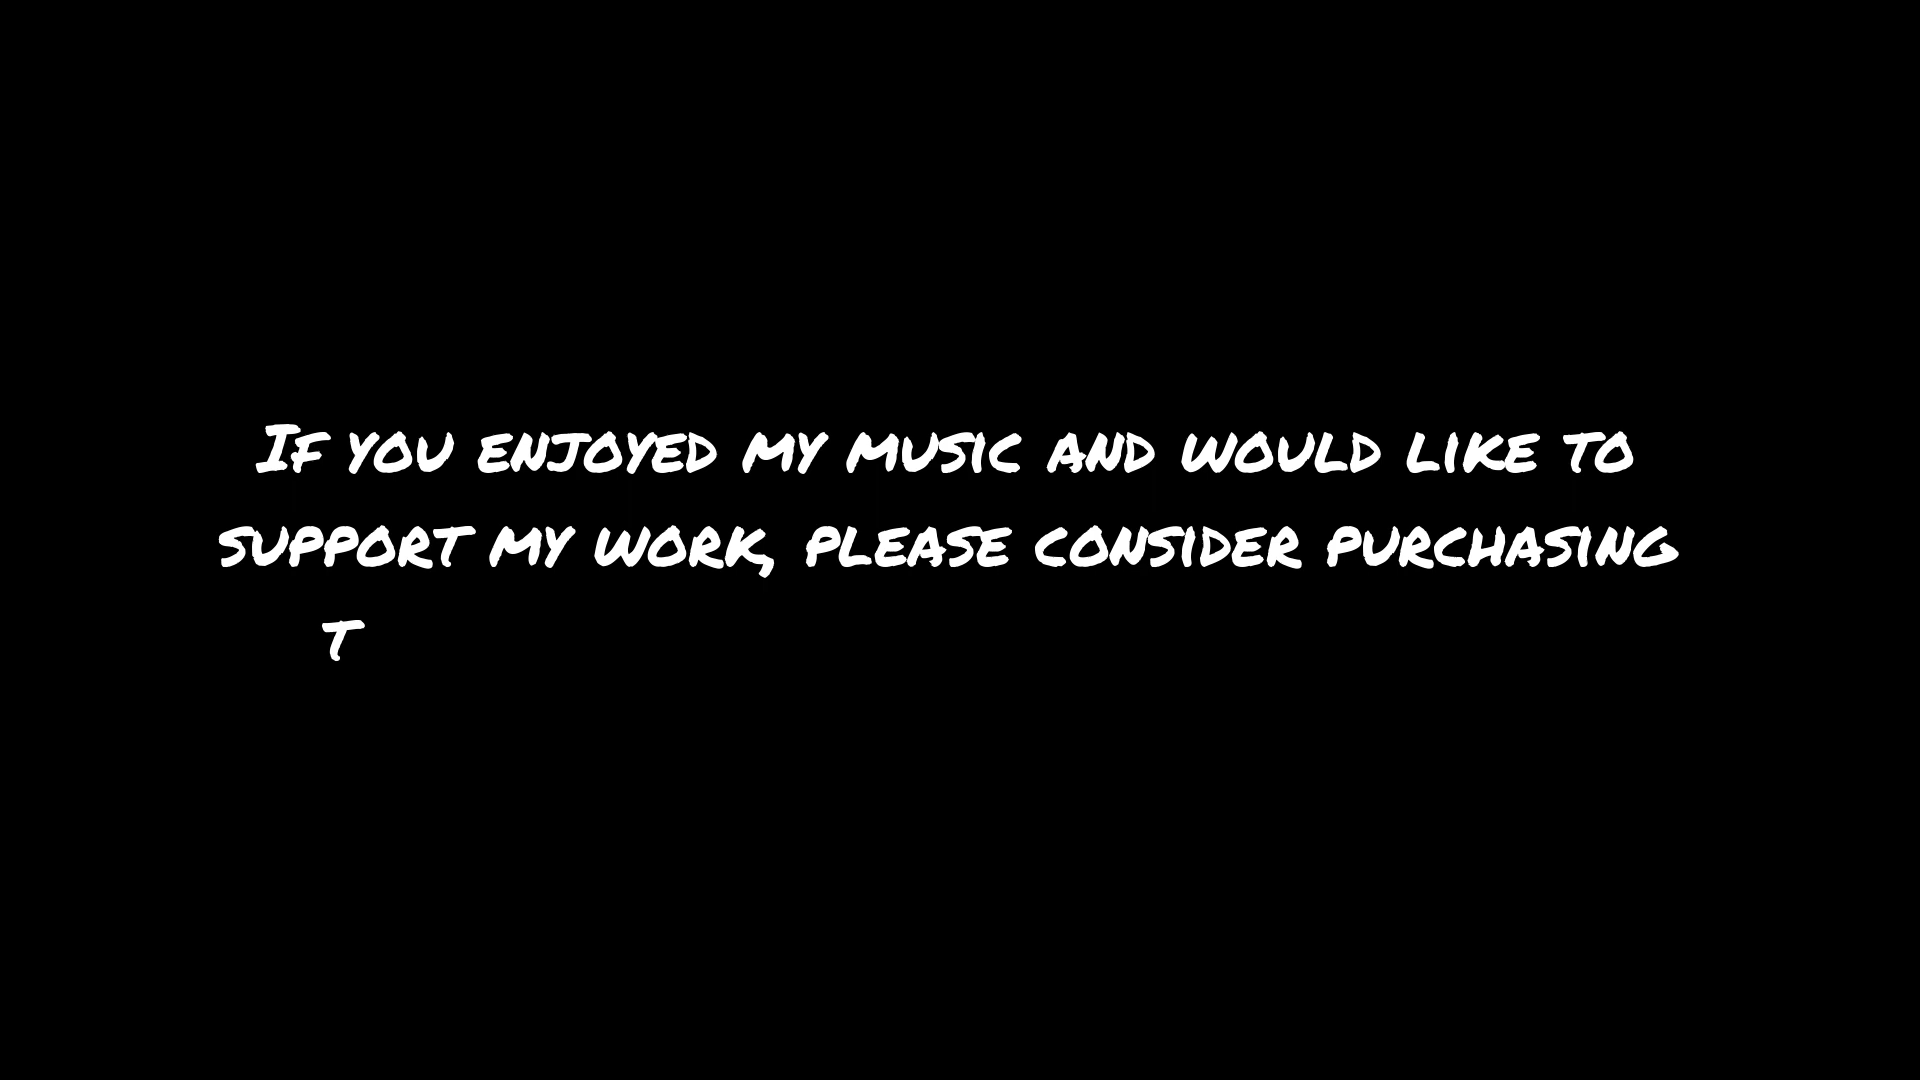 If you enjoyed my music and would like to
support my work, please consider purchasing
t